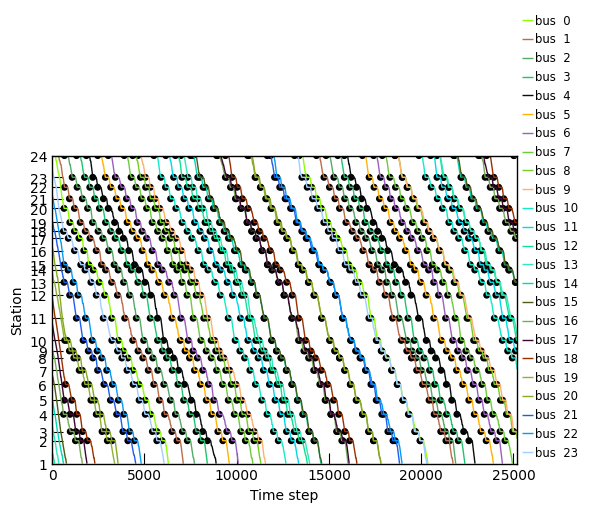 bus 0
bus 1
bus 2
bus 3
bus 4
bus 5
bus 6
bus 7
bus 8
bus 9
bus 10
bus 11
bus 12
bus 13
bus 14
bus 15
bus 16
bus 17
bus 18
bus 19
bus 20
bus 21
bus 22
bus 23
Station
24
23
22
21
20
19
18
17
16
15
14
13
12
11
10
9
8
7
6
5
4
3
2
1
0 5000 10000 15000 20000 25000
Time step